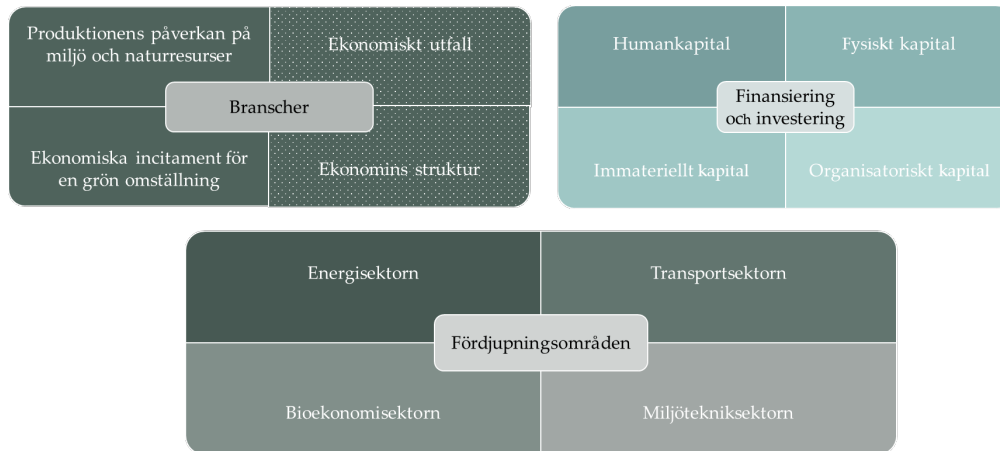 Produktionens påverkan på
miljö och naturresurser
Ekonomiskt utfall
Branscher
Ekonomiska incitament för
en grön omställning
Ekonomins struktur
Humankapital
Fysiskt kapital
Finansiering
och investering
Immateriellt kapital
Organisatoriskt kapital
Energisektorn
Transportsektorn
Fördjupningsområden
Bioekonomisektorn
Miljötekniksektorn